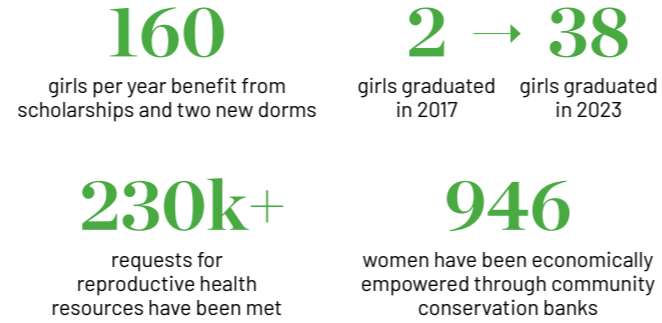 160
girls per year benefit from
scholarships and two new dorms
2 → 38
girls graduated
in 2017
girls graduated
in 2023
230k+
requests for
reproductive health
resources have been met
946
women have been economically
empowered through community
conservation banks